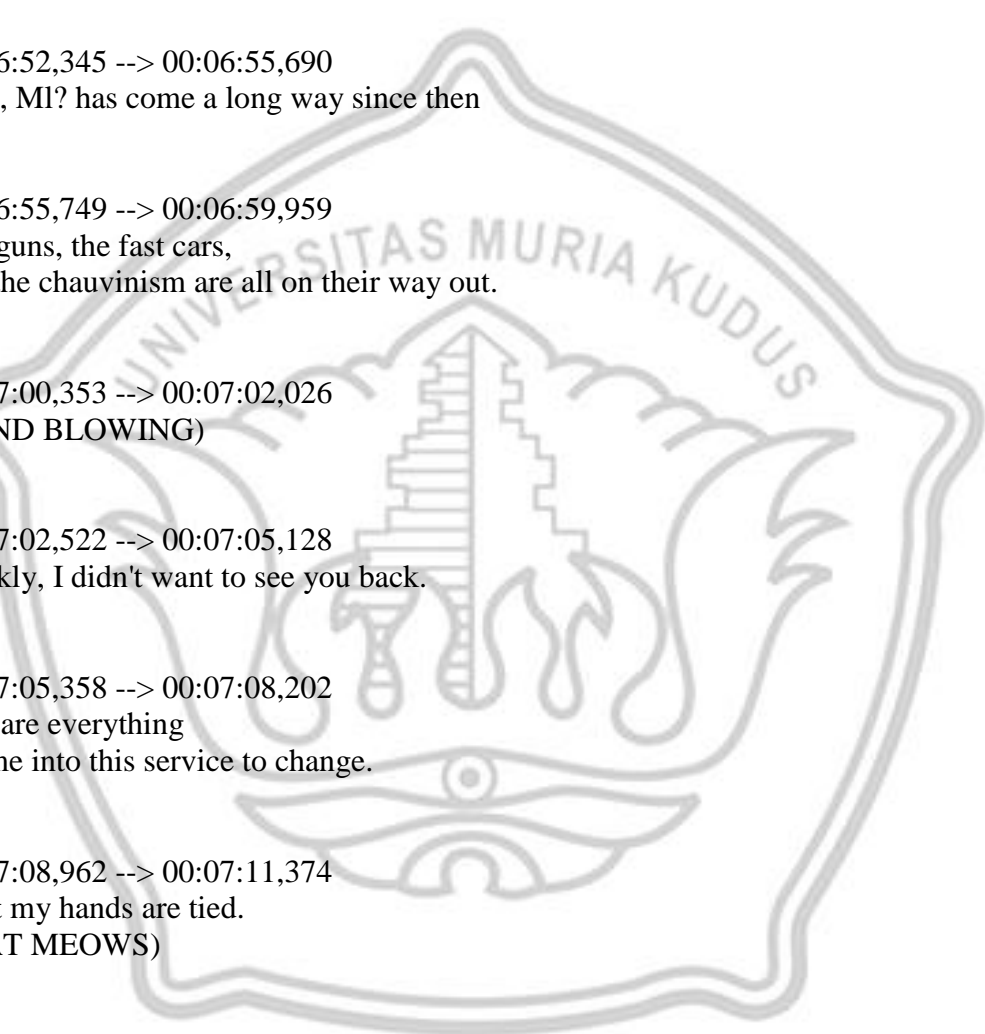 6:52,345 --> 00:06:55,690
, Ml? has come a long way since then
6:55,749 --> 00:06:59,959
guns, the fast cars,
he chauvinism are all on their way out.
7:00,353 --> 00:07:02,026
ND BLOWING)
7:02,522 --> 00:07:05,128
kly, I didn't want to see you back.
7:05,358 --> 00:07:08,202
are everything
ne into this service to change.
7:08,962 --> 00:07:11,374
t my hands are tied.
AT MEOWS)
UNIVERSITAS MURIA KUDUS